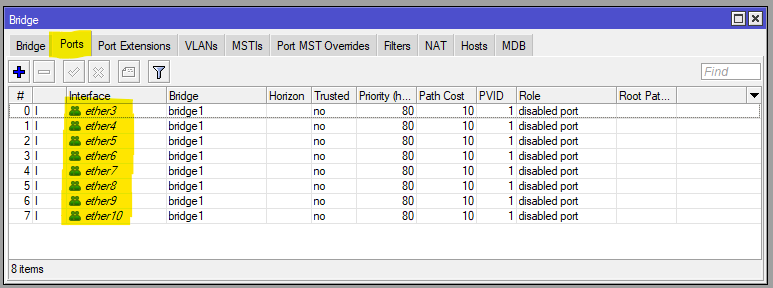 Bridge
Bridge Ports Port Extensions VLANs MSTIs Port MST Overrides Filters NAT Hosts MDB
Find
# Interface Bridge Horizon Trusted Priority (h... Path Cost PVID Role Root Pat...
0 I ether3 bridge1 no 80 10 1 disabled port
1 I ether4 bridge1 no 80 10 1 disabled port
2 I ether5 bridge1 no 80 10 1 disabled port
3 I ether6 bridge1 no 80 10 1 disabled port
4 I ether7 bridge1 no 80 10 1 disabled port
5 I ether8 bridge1 no 80 10 1 disabled port
6 I ether9 bridge1 no 80 10 1 disabled port
7 I ether10 bridge1 no 80 10 1 disabled port
8 items